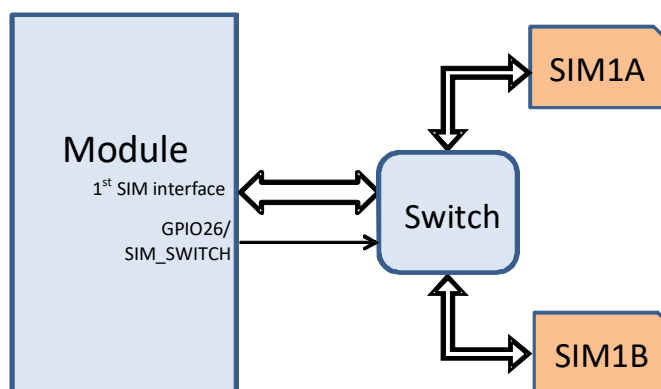 SIM1A
Module
1st SIM interface
Switch
GPIO26/
SIM_SWITCH
SIM1B